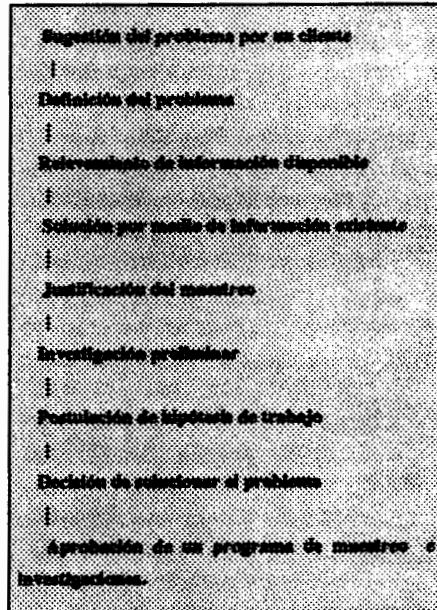 Sugestión del problema por un cliente
Definición del problema
Relevamiento de información disponible
Solución por medio de información existente
Justificación del muestreo
Investigación preliminar
Postulación de hipótesis de trabajo
Decisión de solucionar el problema
Aprobación de un programa de muestreo e
investigaciones.